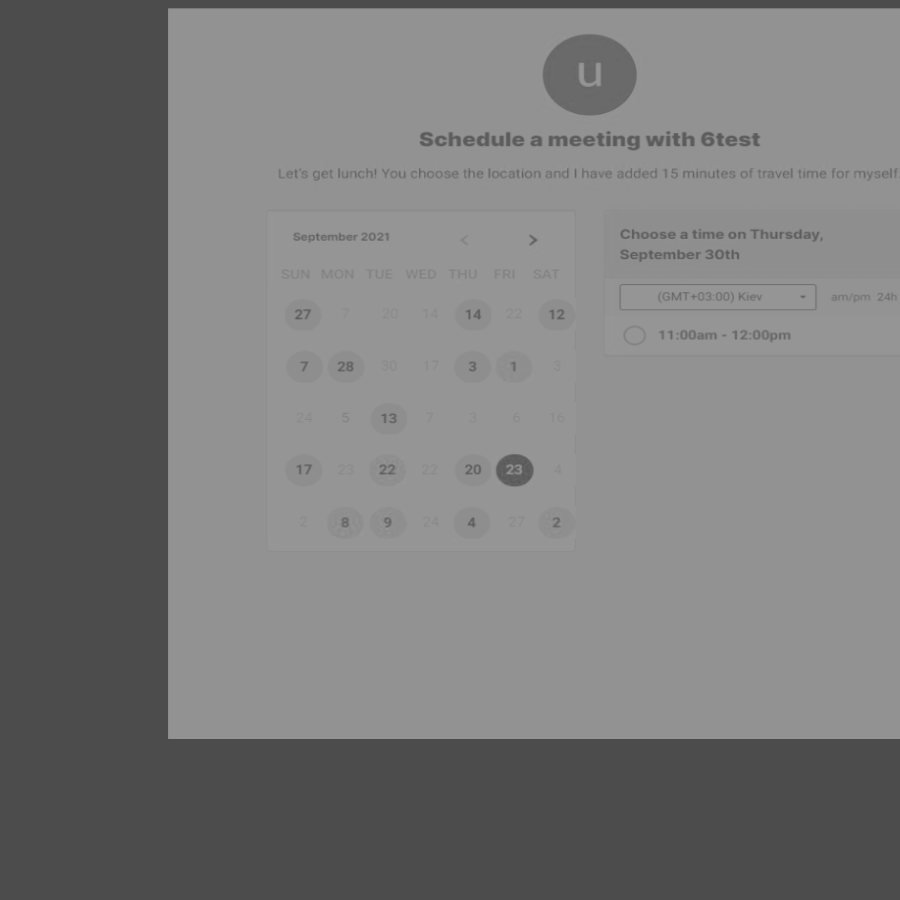 u
Schedule a meeting with 6test
Let's get lunch! You choose the location and I have added 15 minutes of travel time for myself.
September 2021 < >
SUN MON TUE WED THU FRI SAT
27 7 20 14 14 22 12
7 28 30 17 3 1 3
24 5 13 7 3 6 16
17 23 22 22 20 23 4
2 8 9 24 4 27 2
Choose a time on Thursday,
September 30th
(GMT+03:00) Kiev am/pm 24h
11:00am - 12:00pm